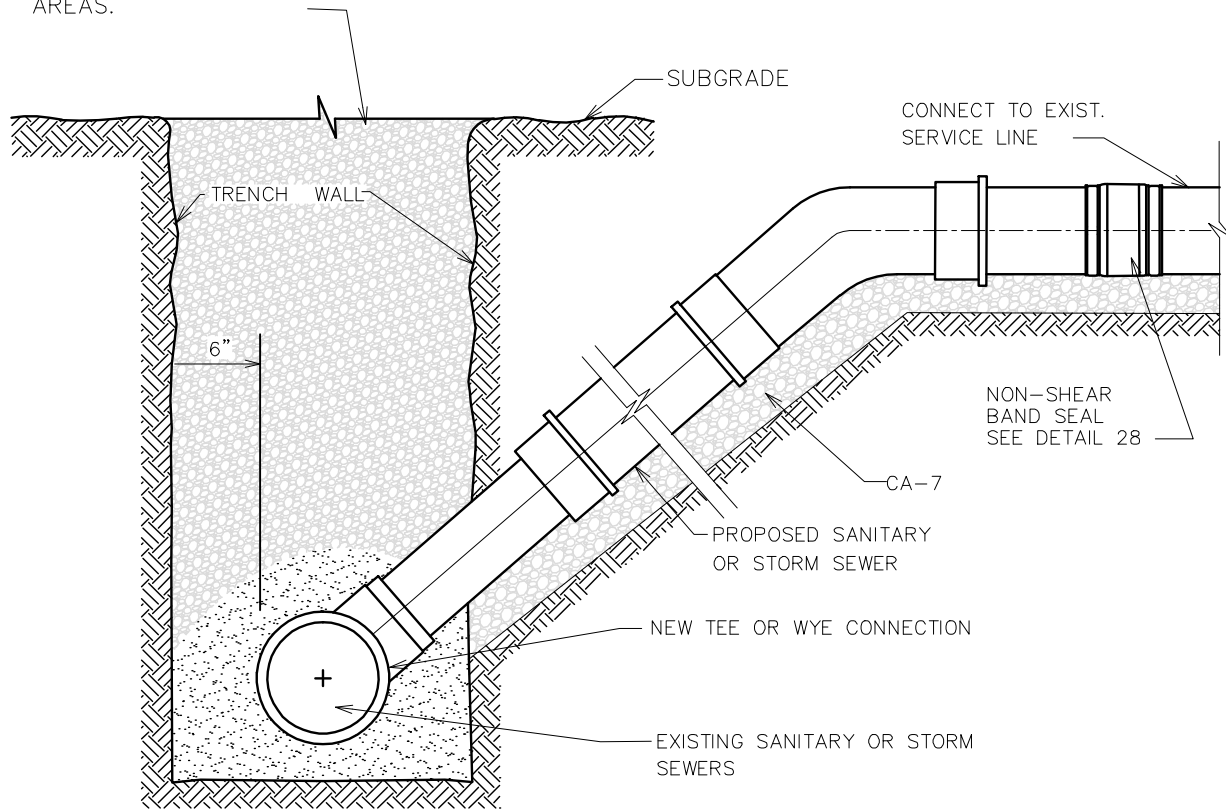 AREAS.
SUBGRADE
CONNECT TO EXIST.
SERVICE LINE
TRENCH WALL
6”
NON-SHEAR
BAND SEAL
SEE DETAIL 28
CA-7
PROPOSED SANITARY
OR STORM SEWER
NEW TEE OR WYE CONNECTION
EXISTING SANITARY OR STORM
SEWERS